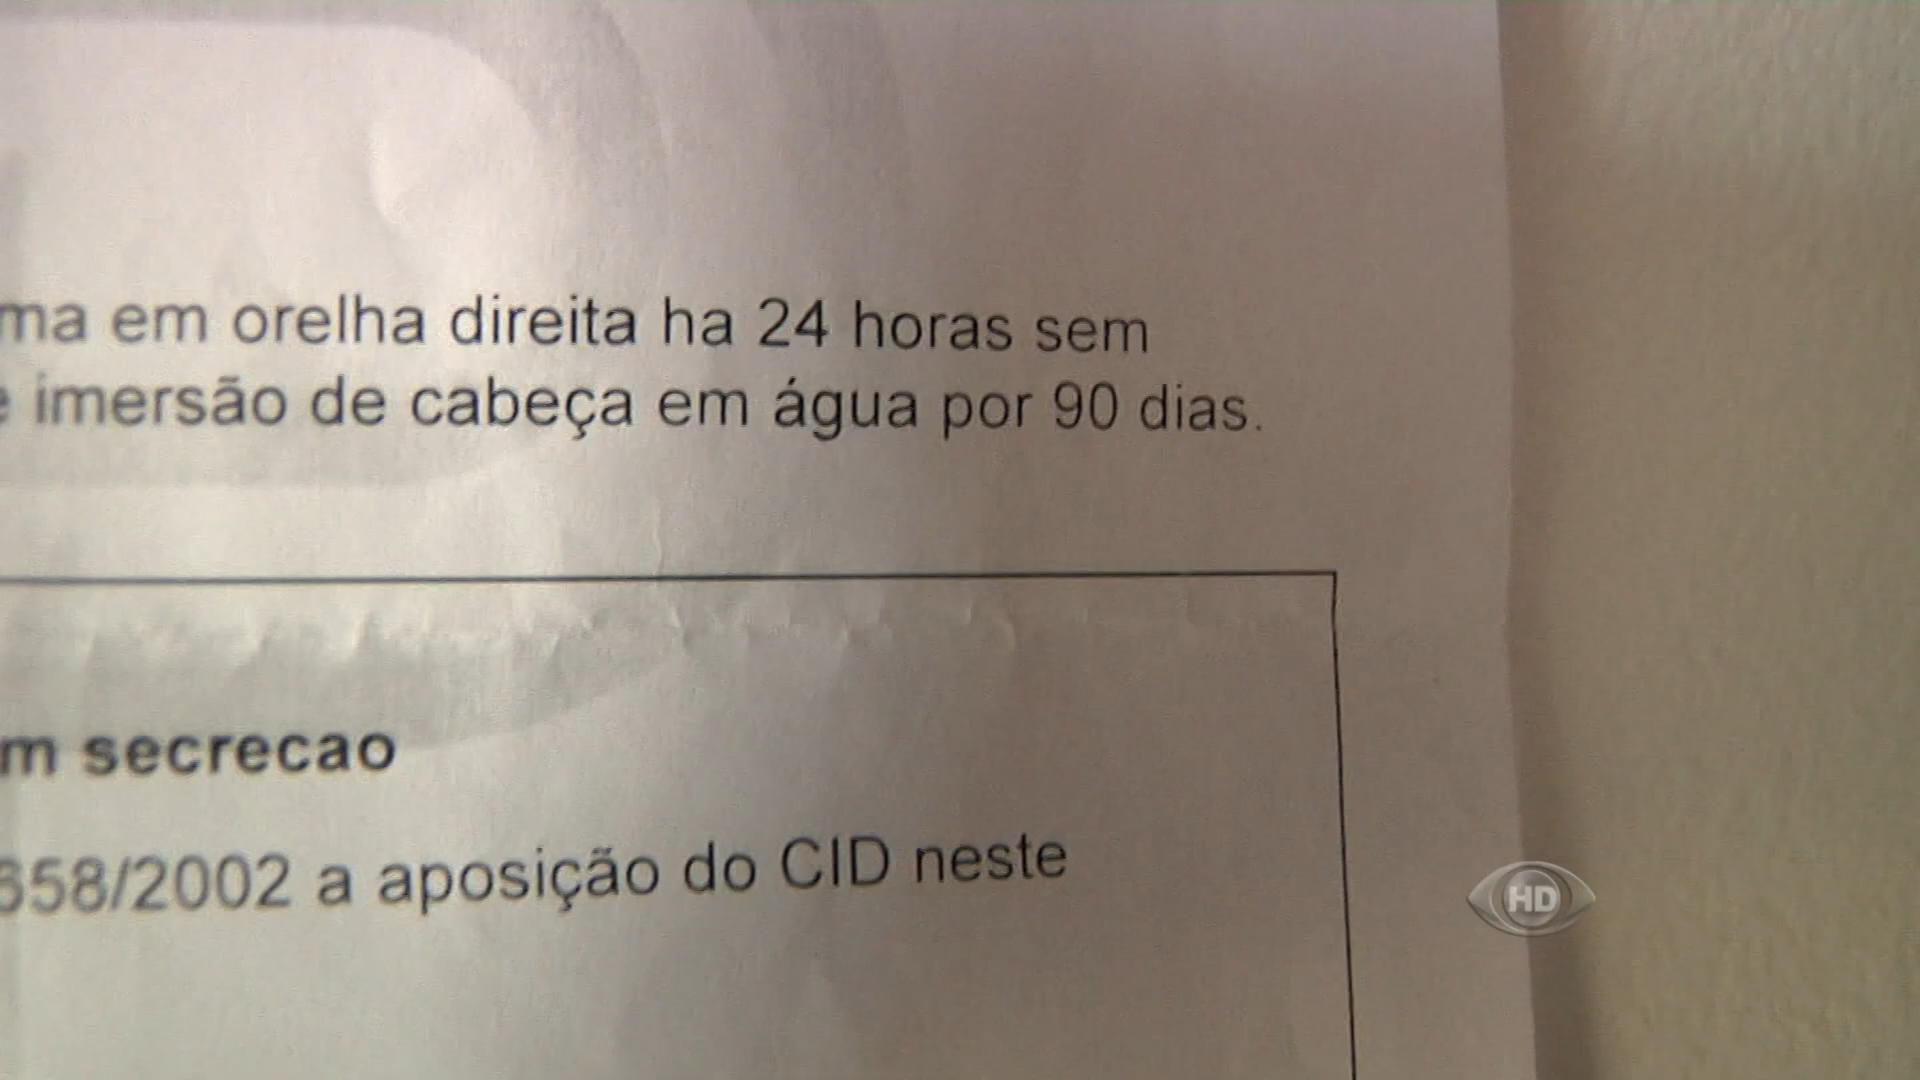 ma em orelha direita ha 24 horas sem
e imersão de cabeça em água por 90 dias.
m secrecao
658/2002 a aposição do CID neste
HD